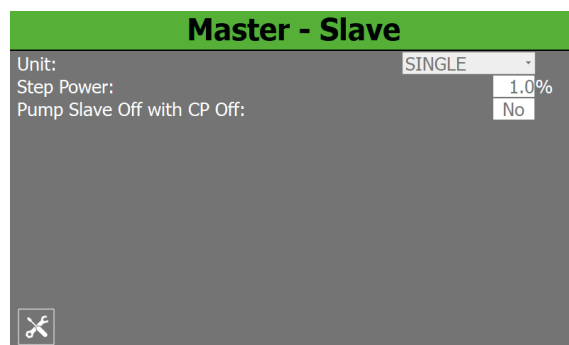 Master - Slave
Unit: SINGLE
Step Power: 1.0%
Pump Slave Off with CP Off: No